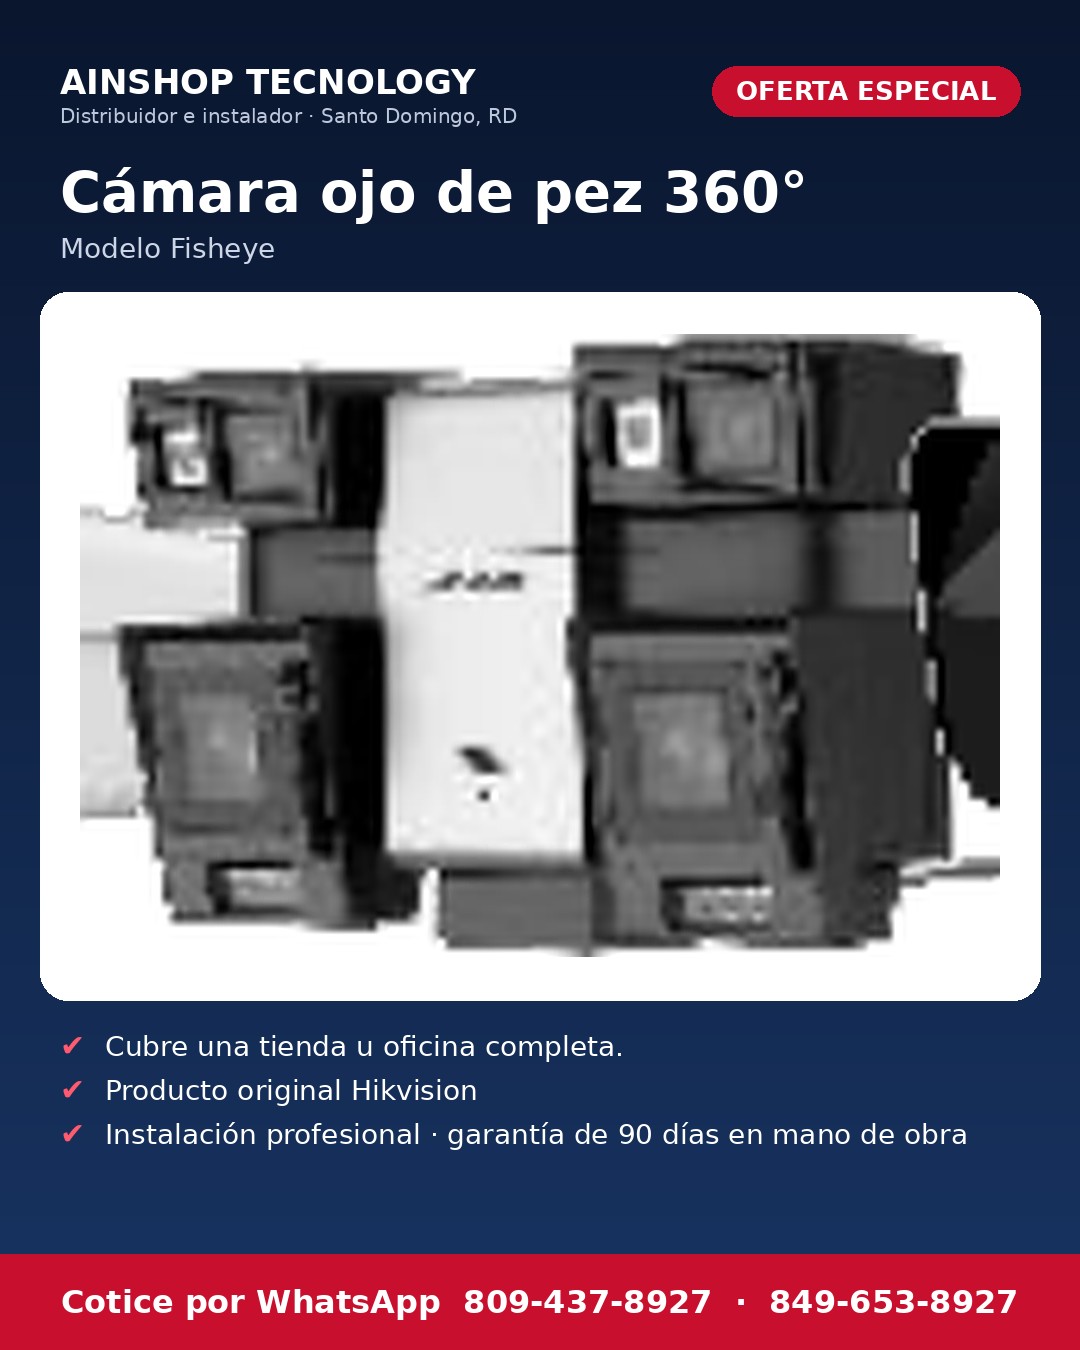 AINSHOP TECNOLOGY
OFERTA ESPECIAL
Distribuidor e instalador · Santo Domingo, RD
Cámara ojo de pez 360°
Modelo Fisheye
✔ Cubre una tienda u oficina completa.
✔ Producto original Hikvision
✔ Instalación profesional · garantía de 90 días en mano de obra
Cotice por WhatsApp 809-437-8927 · 849-653-8927